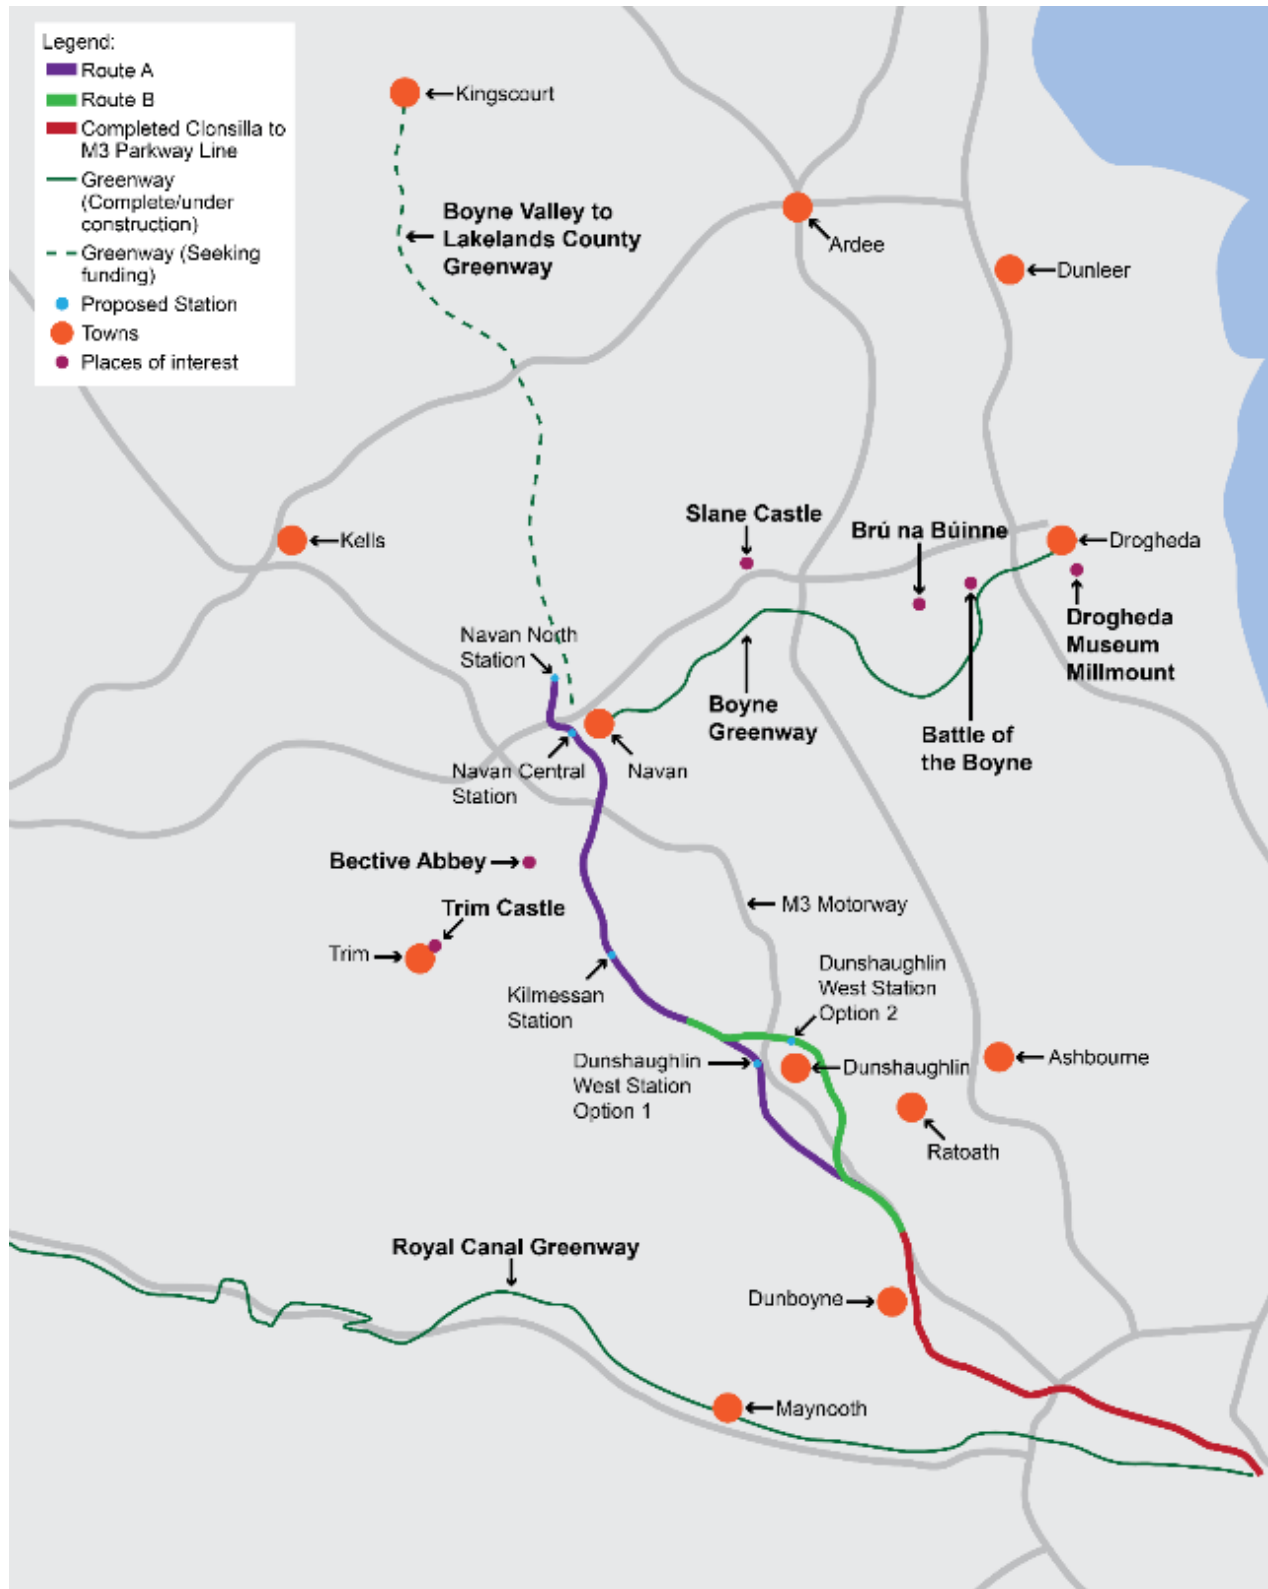 Legend:
Route A
Route B
Completed Clonsilla to
M3 Parkway Line
Greenway
(Complete/under
construction)
Greenway (Seeking
funding)
Proposed Station
Towns
Places of interest
Kingscourt
Boyne Valley to
Lakelands County
Greenway
Ardee
Dunleer
Kells
Slane Castle
Brú na Búinne
Drogheda
Drogheda
Museum
Millmount
Navan North
Station
Boyne
Greenway
Battle of
the Boyne
Navan Central
Station
Navan
Bective Abbey
Trim Castle
Trim
M3 Motorway
Kilmessan
Station
Dunshaughlin
West Station
Option 2
Dunshaughlin
West Station
Option 1
Dunshaughlin
Ashbourne
Ratoath
Royal Canal Greenway
Dunboyne
Maynooth